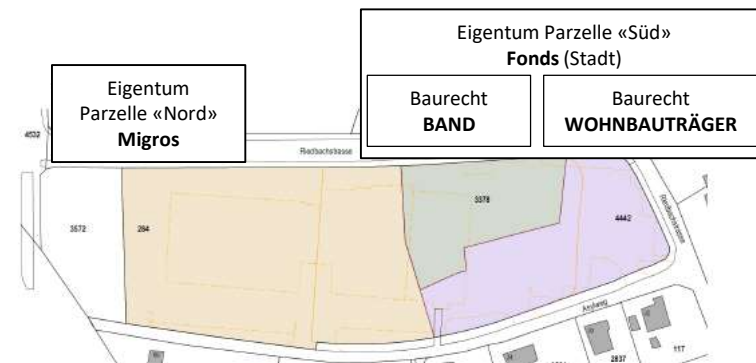 Eigentum Parzelle «Süd»
Fonds (Stadt)
Baurecht
BAND
Baurecht
WOHNBAUTRÄGER
Eigentum
Parzelle «Nord»
Migros
4532
Riedbachstrasse
3572
284
3378
4442
Riedbachstrasse
2837
117